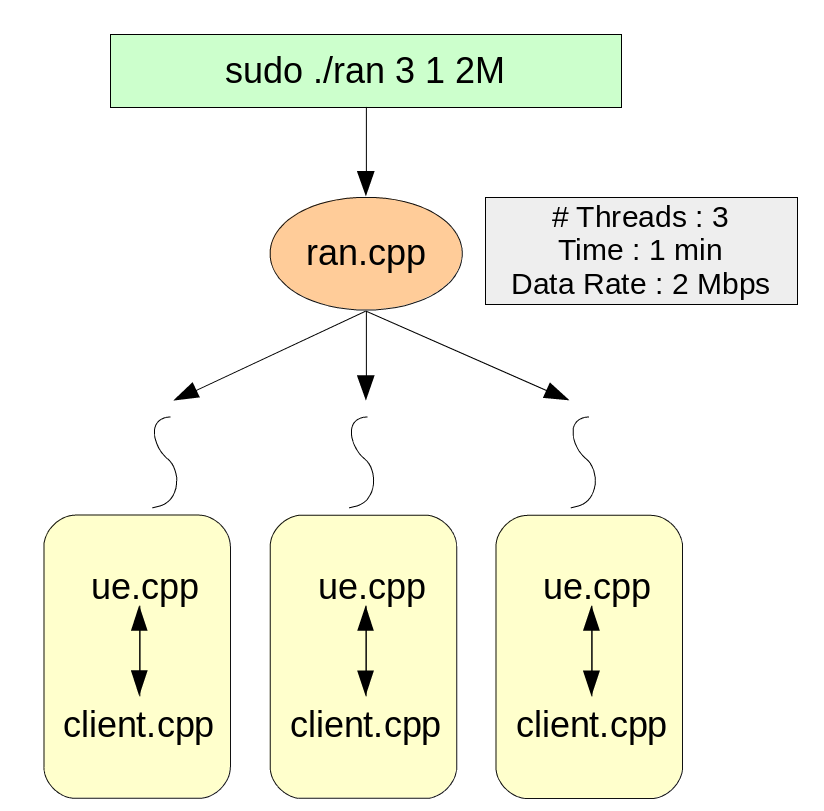 sudo ./ran 3 1 2M
ran.cpp
# Threads : 3
Time : 1 min
Data Rate : 2 Mbps
ue.cpp
client.cpp
ue.cpp
client.cpp
ue.cpp
client.cpp